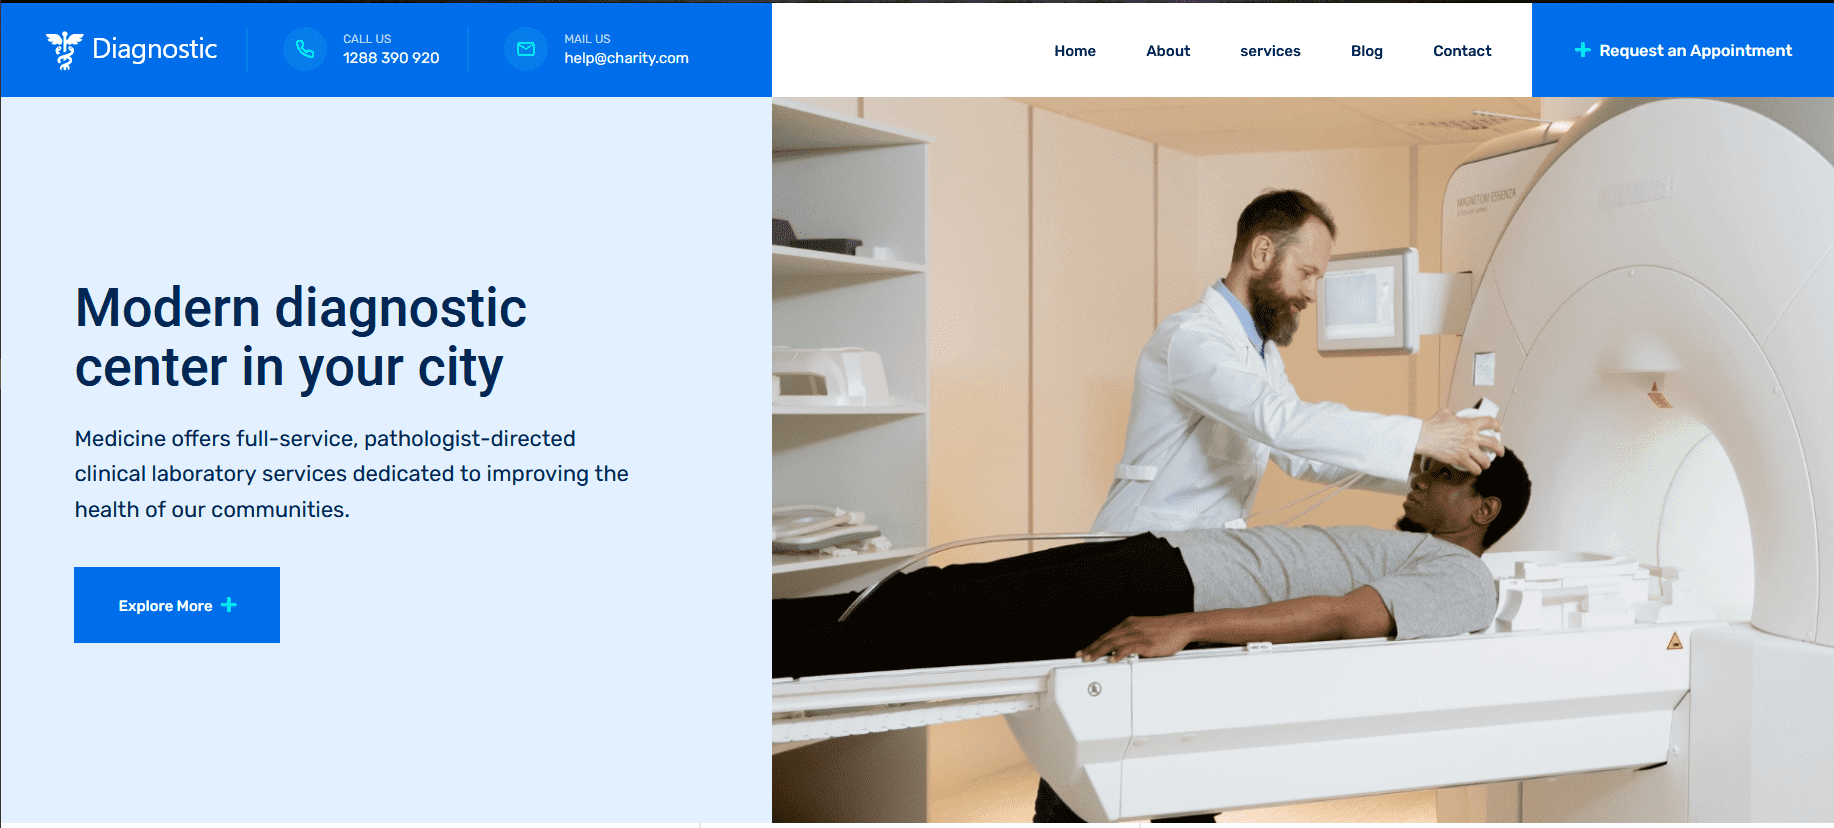 Diagnostic
CALL US
1288 390 920
MAIL US
help@charity.com
Home
About
services
Blog
Contact
Request an Appointment
Modern diagnostic
center in your city
Medicine offers full-service, pathologist-directed
clinical laboratory services dedicated to improving the
health of our communities.
Explore More
MAGNETOM ESSENZA